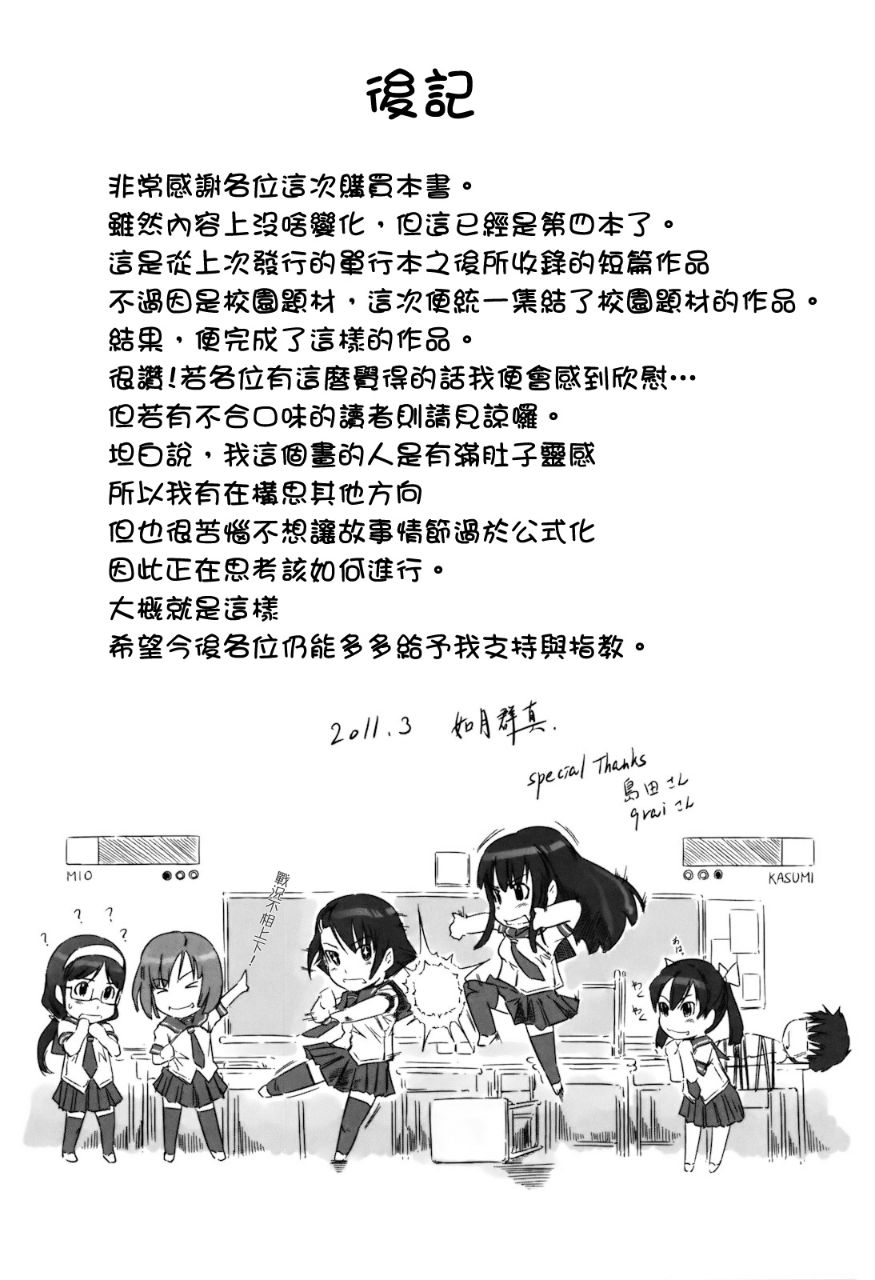 後記
非常感謝各位這次購買本書。
雖然內容上沒啥變化，但這已經是第四本了。
這是從上次發行的單行本之後所收錄的短篇作品
不過因是校園題材，這次便統一集結了校園題材的作品。
結果，便完成了這樣的作品。
很讚!若各位有這麼覺得的話我便會感到欣慰…
但若有不合口味的讀者則請見諒囉。
坦白說，我這個畫的人是有滿肚子靈感
所以我有在構思其他方向
但也很苦惱不想讓故事情節過於公式化
因此正在思考該如何進行。
大概就是這樣
希望今後各位仍能多多給予我支持與指教。
2011.3 如月群真.
special Thanks
島田さん
graiさん
MIO
KASUMI
戰況不相上下!
? ? ?
?
わは
わく
わく